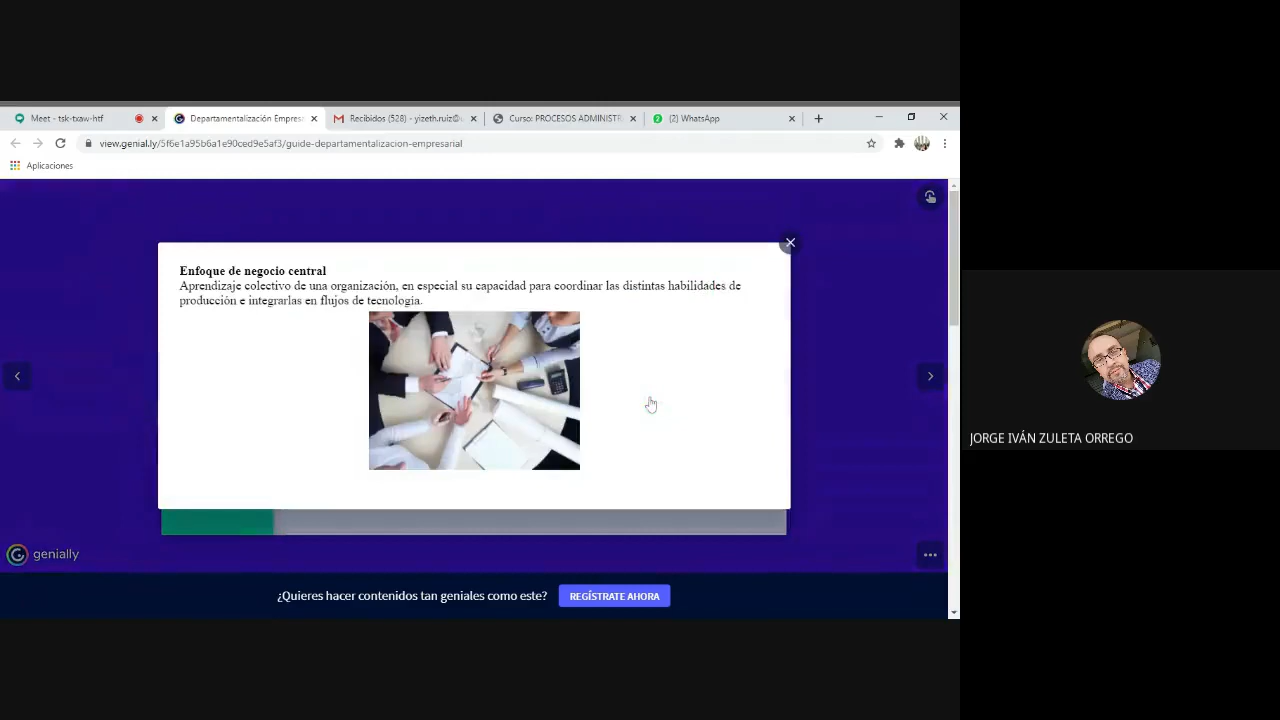 Meet - tsk-txaw-htf
Departamentalización Empres
Recibidos (528) - yizeth.ruiz@u
Curso: PROCESOS ADMINISTR
(2) WhatsApp
view.genial.ly/5f6e1a95b6a1e90ced9e5af3/guide-departamentalizacion-empresarial
Aplicaciones
Enfoque de negocio central
Aprendizaje colectivo de una organización, en especial su capacidad para coordinar las distintas habilidades de
producción e integrarlas en flujos de tecnología.
JORGE IVÁN ZULETA ORREGO
genially
¿Quieres hacer contenidos tan geniales como este?
REGÍSTRATE AHORA